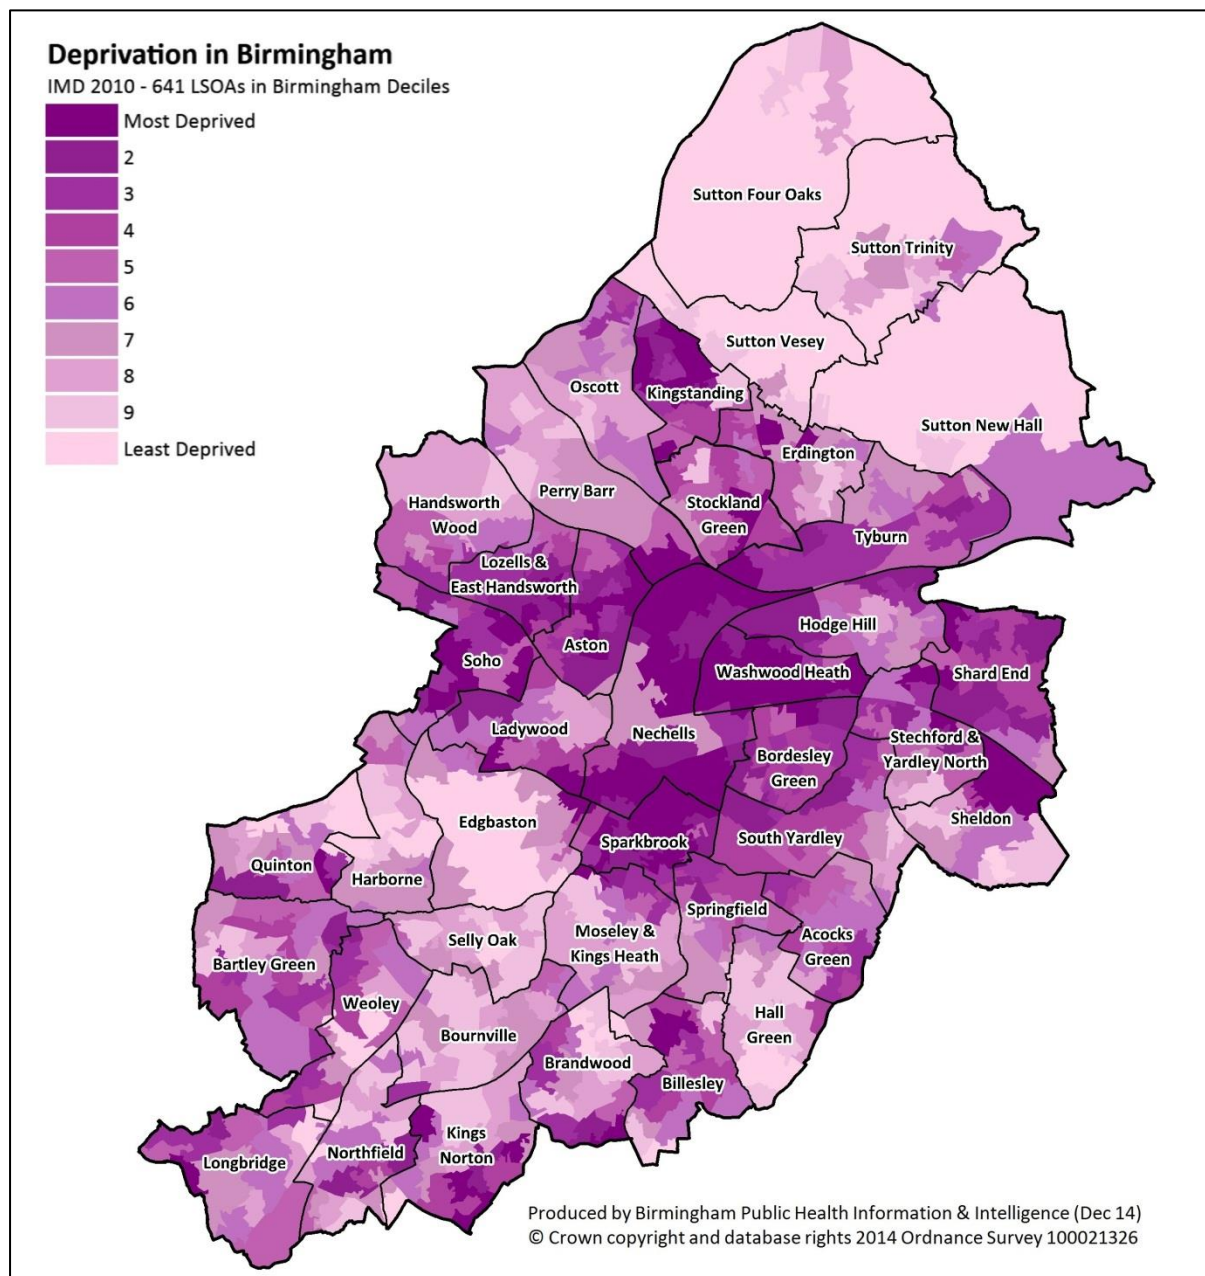 Deprivation in Birmingham
IMD 2010 - 641 LSOAs in Birmingham Deciles
Most Deprived
2
3
4
5
6
7
8
9
Least Deprived
Sutton Four Oaks
Sutton Trinity
Sutton Vesey
Oscott
Kingstanding
Sutton New Hall
Erdington
Perry Barr
Handsworth
Wood
Stockland
Green
Tyburn
Lozells &
East Handsworth
Hodge Hill
Aston
Soho
Washwood Heath
Shard End
Ladywood
Nechells
Stechford &
Yardley North
Bordesley
Green
Edgbaston
Sheldon
Sparkbrook
South Yardley
Quinton
Harborne
Springfield
Moseley &
Kings Heath
Selly Oak
Acocks
Green
Bartley Green
Weoley
Hall
Green
Bournville
Brandwood
Billesley
Kings
Norton
Northfield
Longbridge
Produced by Birmingham Public Health Information & Intelligence (Dec 14)
© Crown copyright and database rights 2014 Ordnance Survey 100021326